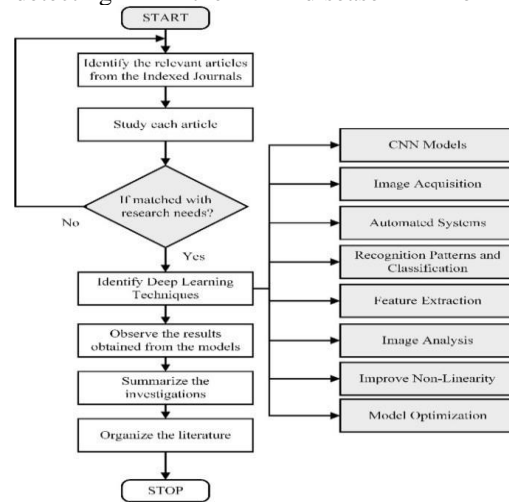 START
Identify the relevant articles
from the Indexed Journals
Study each article
If matched with
research needs?
No
Yes
Identify Deep Learning
Techniques
Observe the results
obtained from the models
Summarize the
investigations
Organize the literature
STOP
CNN Models
Image Acquisition
Automated Systems
Recognition Patterns and
Classification
Feature Extraction
Image Analysis
Improve Non-Linearity
Model Optimization